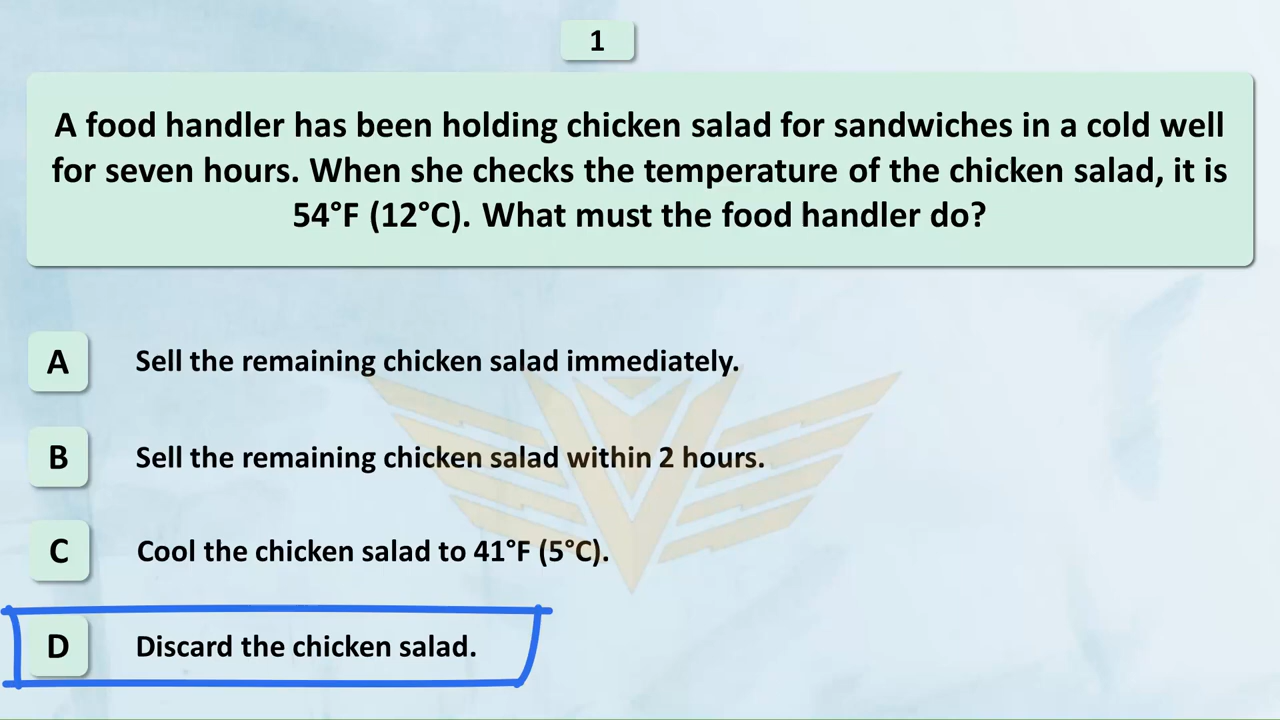 1
A food handler has been holding chicken salad for sandwiches in a cold well
for seven hours. When she checks the temperature of the chicken salad, it is
54°F (12°C). What must the food handler do?
A Sell the remaining chicken salad immediately.
B Sell the remaining chicken salad within 2 hours.
C Cool the chicken salad to 41°F (5°C).
D Discard the chicken salad.